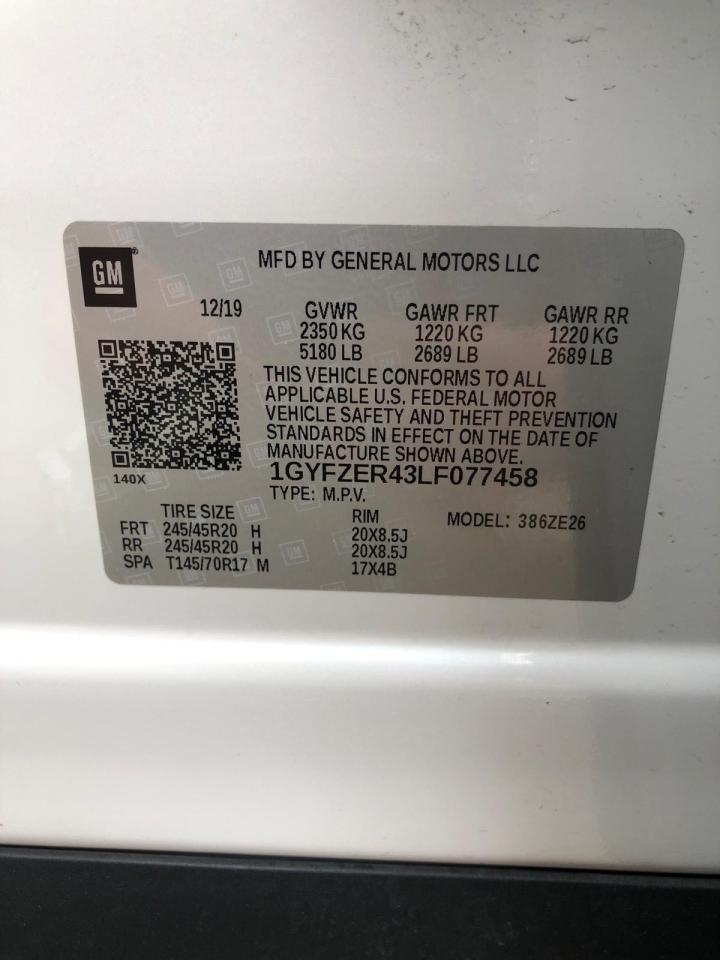 GM
MFD BY GENERAL MOTORS LLC
12/19 GVWR GAWR FRT GAWR RR
2350 KG 1220 KG 1220 KG
5180 LB 2689 LB 2689 LB
THIS VEHICLE CONFORMS TO ALL
APPLICABLE U.S. FEDERAL MOTOR
VEHICLE SAFETY AND THEFT PREVENTION
STANDARDS IN EFFECT ON THE DATE OF
MANUFACTURE SHOWN ABOVE.
140X 1GYFZER43LF077458
TYPE: M.P.V.
TIRE SIZE RIM MODEL: 386ZE26
FRT 245/45R20 H 20X8.5J
RR 245/45R20 H 20X8.5J
SPA T145/70R17 M 17X4B